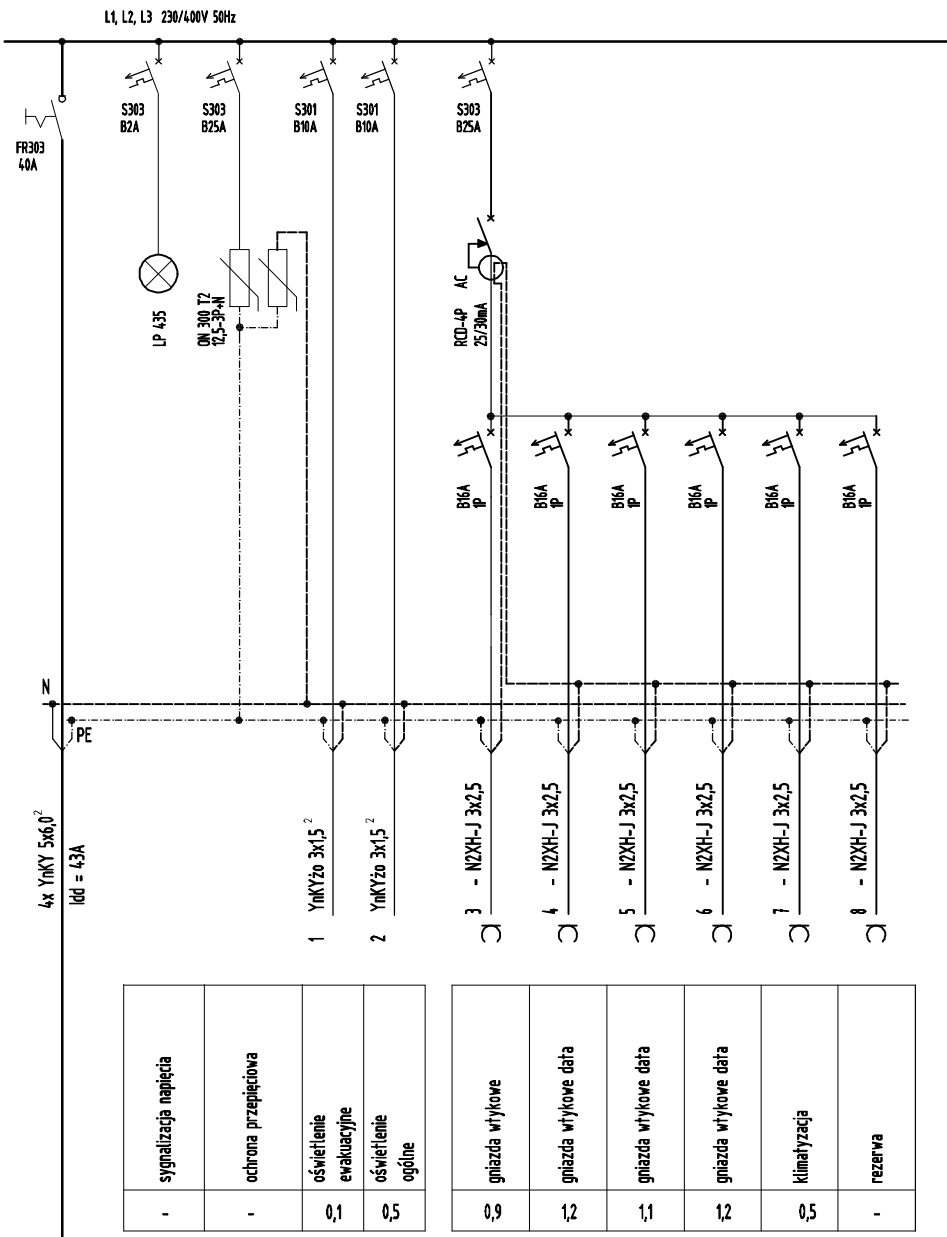 L1, L2, L3 230/400V 50Hz
FR303
40A
S303
B2A
S303
B25A
S301
B10A
S301
B10A
S303
B25A
LP 435
ON 300 T2
12,5-3P+N
RCD-4P AC
25/30mA
B16A
1P
B16A
1P
B16A
1P
B16A
1P
B16A
1P
B16A
1P
N
PE
4x YnKY 5x6,0²
Idd = 43A
1 YnKYżo 3x1,5²
2 YnKYżo 3x1,5²
3 - N2XH-J 3x2,5
4 - N2XH-J 3x2,5
5 - N2XH-J 3x2,5
6 - N2XH-J 3x2,5
7 - N2XH-J 3x2,5
8 - N2XH-J 3x2,5
sygnalizacja napięcia
-
ochrona przepięciowa
-
oświetlenie
ewakuacyjne
0,1
oświetlenie
ogólne
0,5
gniazda wtykowe
0,9
gniazda wtykowe data
1,2
gniazda wtykowe data
1,1
gniazda wtykowe data
1,2
klimatyzacja
0,5
rezerwa
-